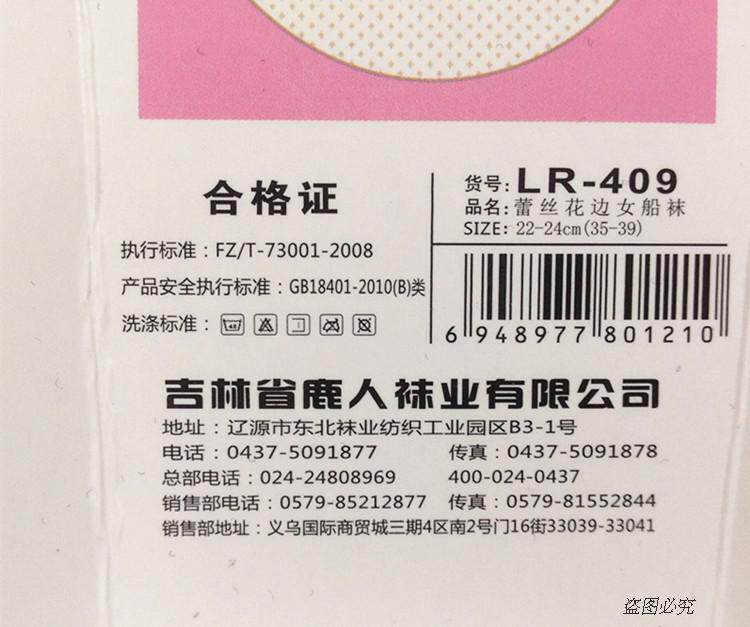 合格证
执行标准：FZ/T-73001-2008
产品安全执行标准：GB18401-2010(B)类
洗涤标准：
货号：LR-409
品名：蕾丝花边女船袜
SIZE: 22-24cm(35-39)
6 948977 801210
吉林省鹿人袜业有限公司
地址：辽源市东北袜业纺织工业园区B3-1号
电话：0437-5091877 传真：0437-5091878
总部电话：024-24808969 400-024-0437
销售部电话：0579-85212877 传真：0579-81552844
销售部地址：义乌国际商贸城三期4区南2号门16街33039-33041
盗图必究